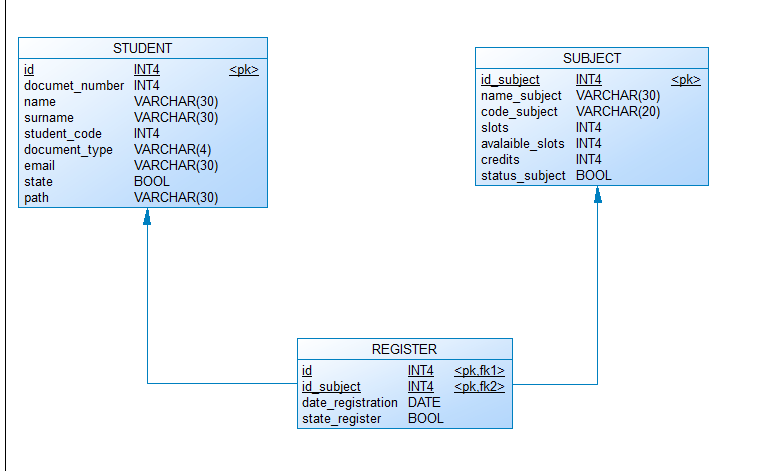 STUDENT
id INT4 <pk>
documet_number INT4
name VARCHAR(30)
surname VARCHAR(30)
student_code INT4
document_type VARCHAR(4)
email VARCHAR(30)
state BOOL
path VARCHAR(30)
SUBJECT
id_subject INT4 <pk>
name_subject VARCHAR(30)
code_subject VARCHAR(20)
slots INT4
avalaible_slots INT4
credits INT4
status_subject BOOL
REGISTER
id INT4 <pk,fk1>
id_subject INT4 <pk,fk2>
date_registration DATE
state_register BOOL